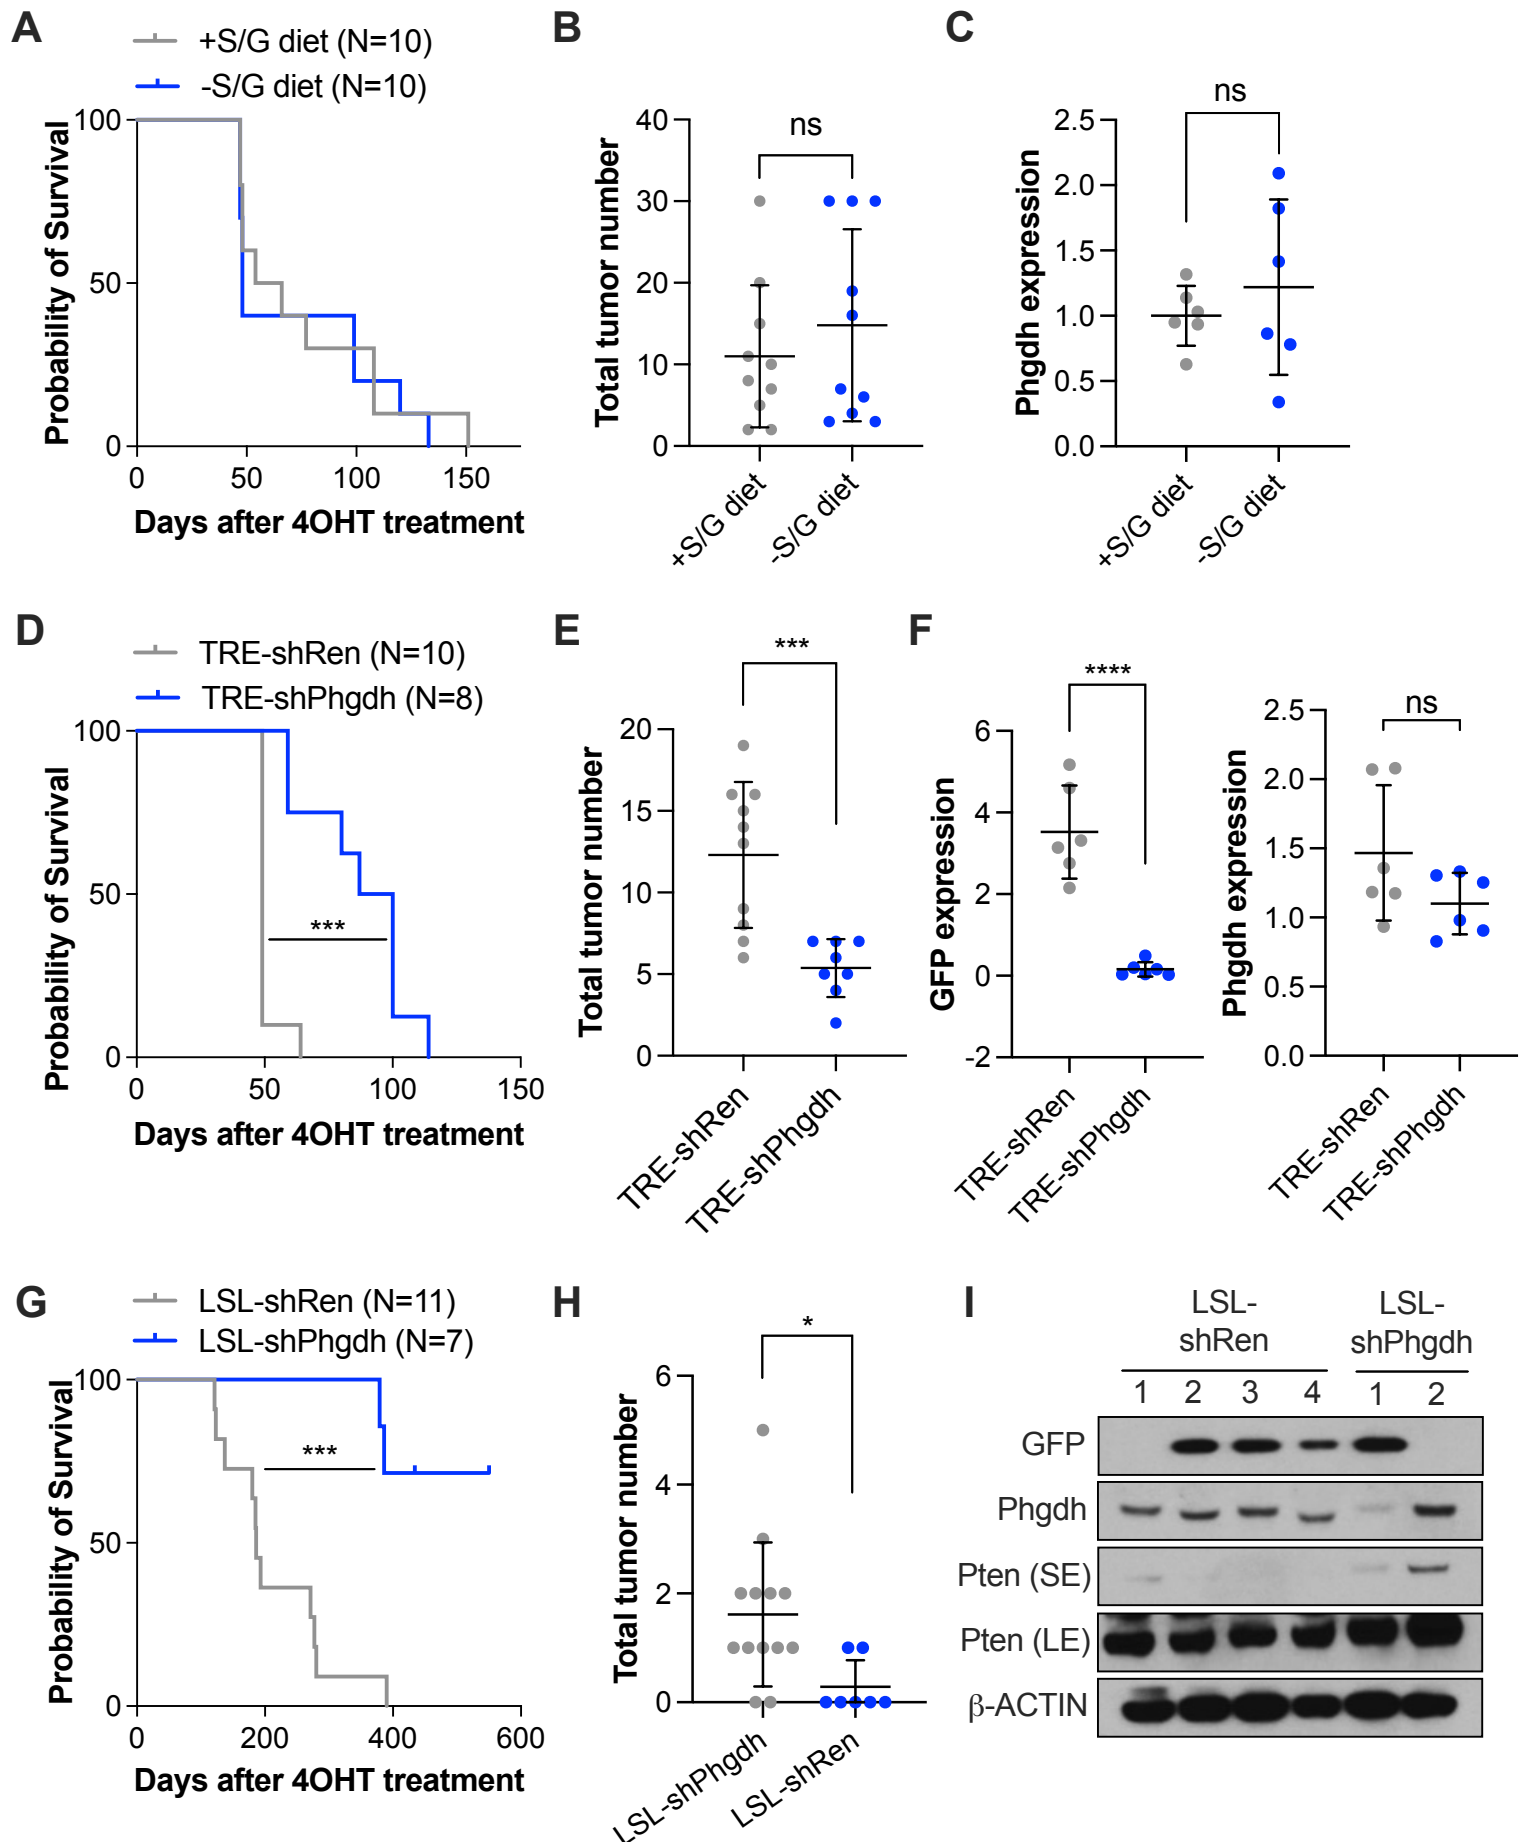 A
+S/G diet (N=10)
-S/G diet (N=10)
Probability of Survival
100
50
0
0 50 100 150
Days after 4OHT treatment
B
Total tumor number
40
30
20
10
0
ns
+S/G diet
-S/G diet
C
Phgdh expression
2.5
2.0
1.5
1.0
0.5
0.0
ns
+S/G diet
-S/G diet
D
TRE-shRen (N=10)
TRE-shPhgdh (N=8)
Probability of Survival
100
50
0
***
0 50 100 150
Days after 4OHT treatment
E
Total tumor number
20
15
10
5
0
***
TRE-shRen
TRE-shPhgdh
F
GFP expression
6
4
2
0
-2
****
TRE-shRen
TRE-shPhgdh
Phgdh expression
2.5
2.0
1.5
1.0
0.5
0.0
ns
TRE-shRen
TRE-shPhgdh
G
LSL-shRen (N=11)
LSL-shPhgdh (N=7)
Probability of Survival
100
50
0
***
0 200 400 600
Days after 4OHT treatment
H
Total tumor number
6
4
2
0
*
LSL-shPhgdh
LSL-shRen
I
LSL-
shRen
LSL-
shPhgdh
1 2 3 4 1 2
GFP
Phgdh
Pten (SE)
Pten (LE)
β-ACTIN